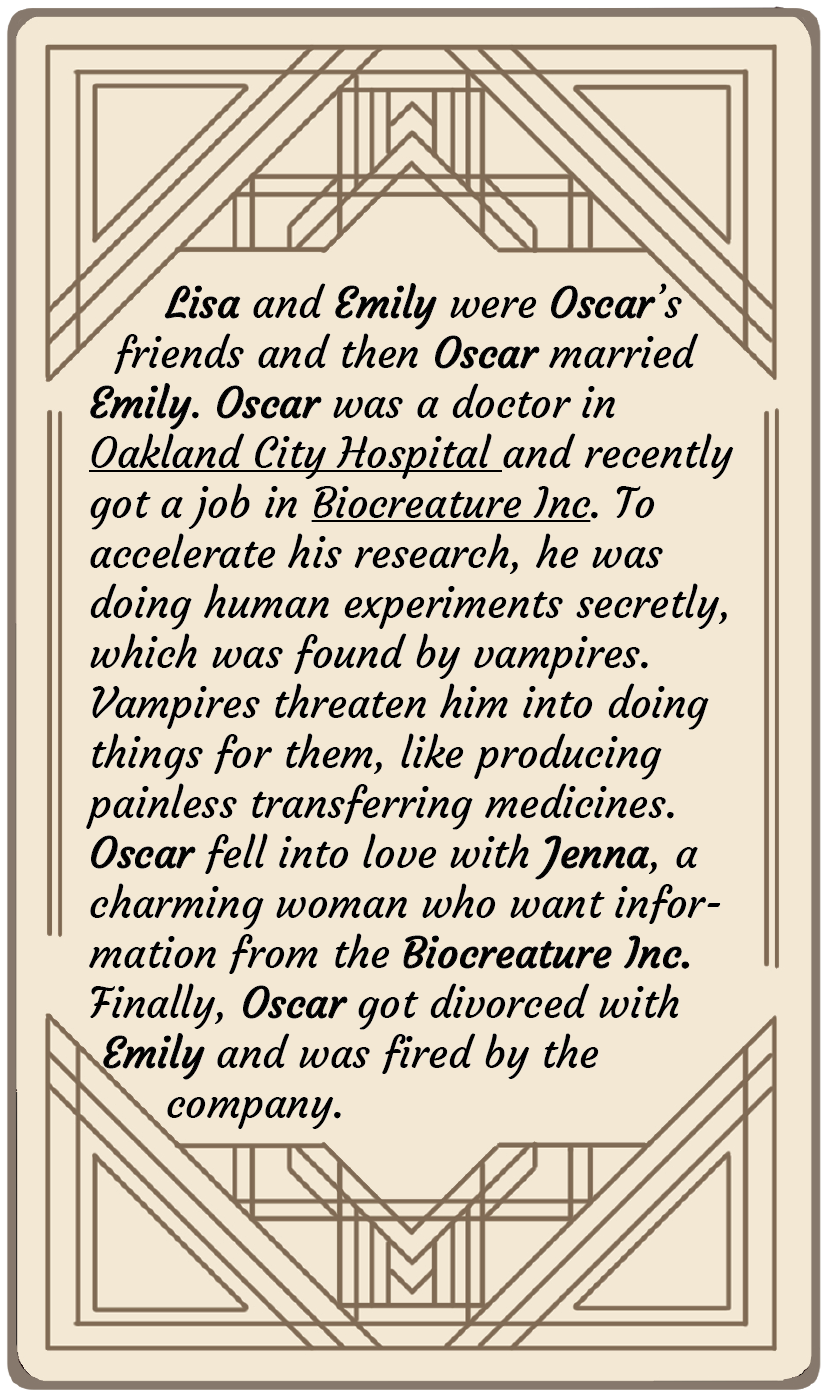 Lisa and Emily were Oscar’s
friends and then Oscar married
Emily. Oscar was a doctor in
Oakland City Hospital and recently
got a job in Biocreature Inc. To
accelerate his research, he was
doing human experiments secretly,
which was found by vampires.
Vampires threaten him into doing
things for them, like producing
painless transferring medicines.
Oscar fell into love with Jenna, a
charming woman who want infor-
mation from the Biocreature Inc.
Finally, Oscar got divorced with
Emily and was fired by the
company.